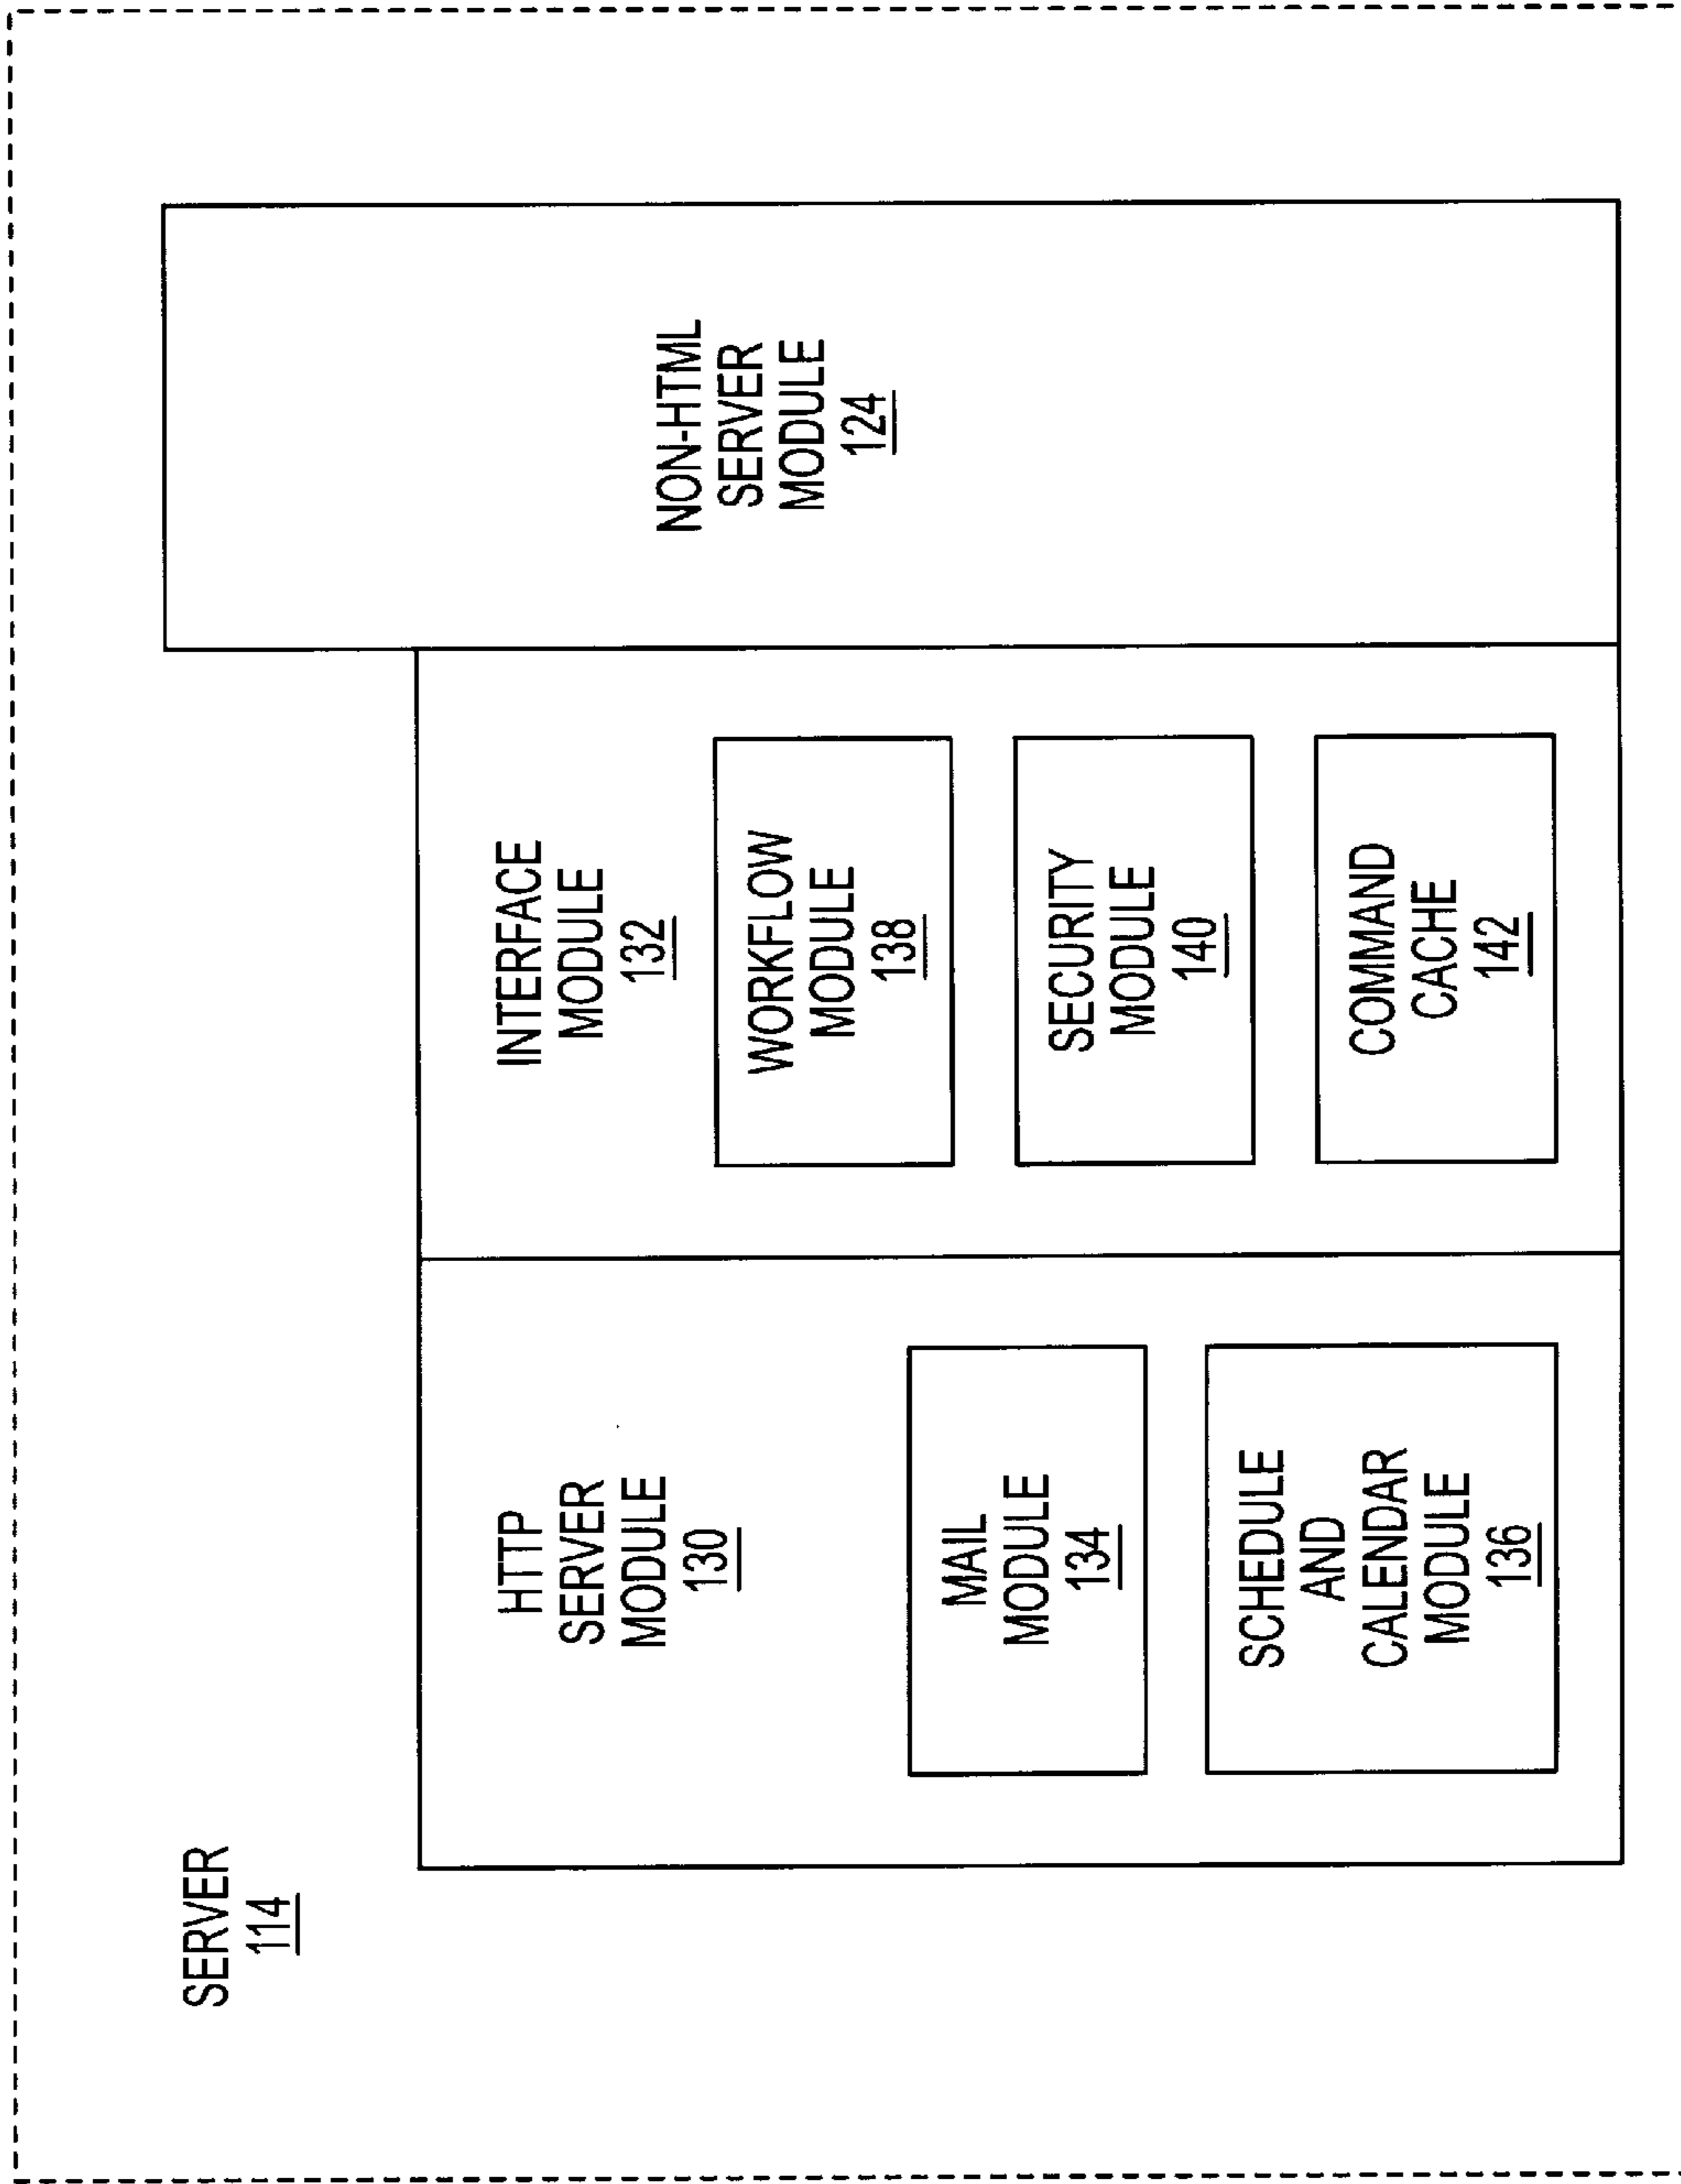 SERVER
114
HTTP
SERVER
MODULE
130
MAIL
MODULE
134
SCHEDULE
AND
CALENDAR
MODULE
136
INTERFACE
MODULE
132
WORKFLOW
MODULE
138
SECURITY
MODULE
140
COMMAND
CACHE
142
NON-HTML
SERVER
MODULE
124